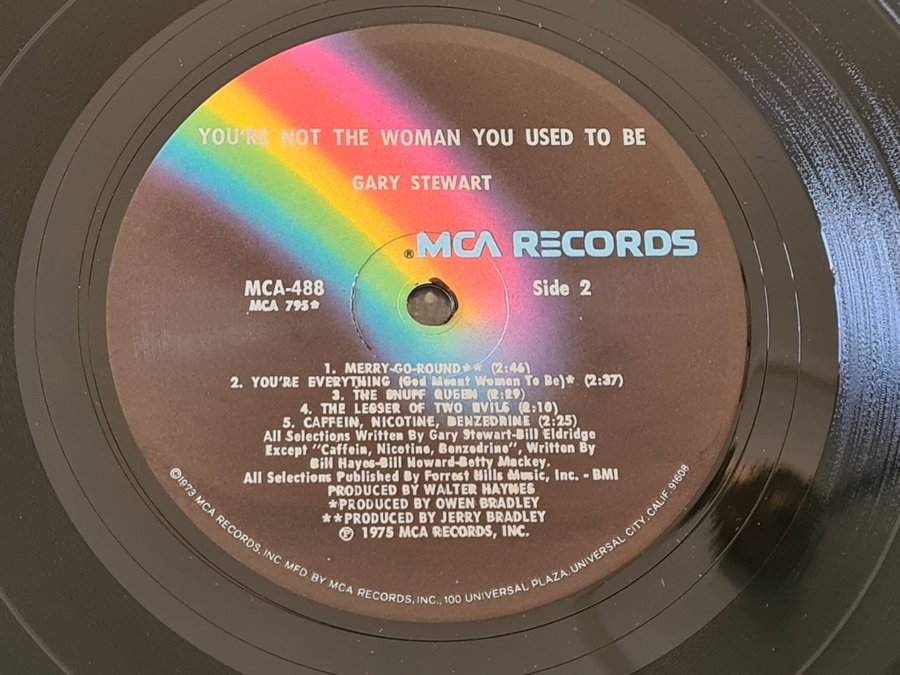 YOU'RE NOT THE WOMAN YOU USED TO BE
GARY STEWART
®MCA RECORDS
MCA-488
MCA 795*
Side 2
1. MERRY-GO-ROUND** (2:46)
2. YOU'RE EVERYTHING (God Meant Woman To Be)* (2:37)
3. THE SNUFF QUEEN (2:29)
4. THE LESSER OF TWO EVILS (2:18)
5. CAFFEIN, NICOTINE, BENZEDRINE (2:25)
All Selections Written By Gary Stewart-Bill Eldridge
Except "Caffein, Nicotine, Benzedrine", Written By
Bill Hayes-Bill Howard-Betty Mackey.
All Selections Published By Forrest Hills Music, Inc. - BMI
PRODUCED BY WALTER HAYNES
*PRODUCED BY OWEN BRADLEY
**PRODUCED BY JERRY BRADLEY
℗ 1975 MCA RECORDS, INC.
©1973 MCA RECORDS, INC. MFD. BY MCA RECORDS, INC., 100 UNIVERSAL PLAZA, UNIVERSAL CITY, CALIF. 91608